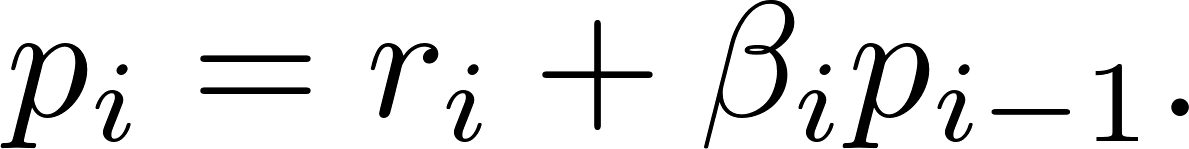 p_i = r_i + β_i p_{i−1}.